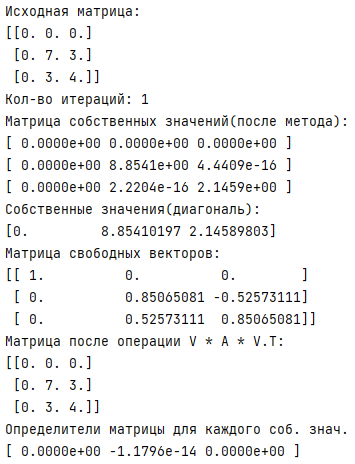 Исходная матрица:
[[0. 0. 0.]
 [0. 7. 3.]
 [0. 3. 4.]]
Кол-во итераций: 1
Матрица собственных значений(после метода):
[ 0.0000e+00 0.0000e+00 0.0000e+00 ]
[ 0.0000e+00 8.8541e+00 4.4409e-16 ]
[ 0.0000e+00 2.2204e-16 2.1459e+00 ]
Собственные значения(диагональ):
[0.         8.85410197 2.14589803]
Матрица свободных векторов:
[[ 1.          0.          0.        ]
 [ 0.          0.85065081 -0.52573111]
 [ 0.          0.52573111  0.85065081]]
Матрица после операции V * A * V.T:
[[0. 0. 0.]
 [0. 7. 3.]
 [0. 3. 4.]]
Определители матрицы для каждого соб. знач.
[ 0.0000e+00 -1.1796e-14 0.0000e+00 ]